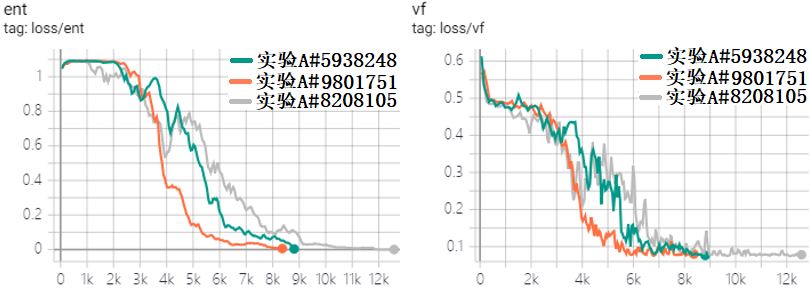 ent
tag: loss/ent
实验A#5938248
实验A#9801751
实验A#8208105
1
0.8
0.6
0.4
0.2
0
0 1k 2k 3k 4k 5k 6k 7k 8k 9k 10k 11k 12k
vf
tag: loss/vf
实验A#5938248
实验A#9801751
实验A#8208105
0.6
0.5
0.4
0.3
0.2
0.1
0 2k 4k 6k 8k 10k 12k